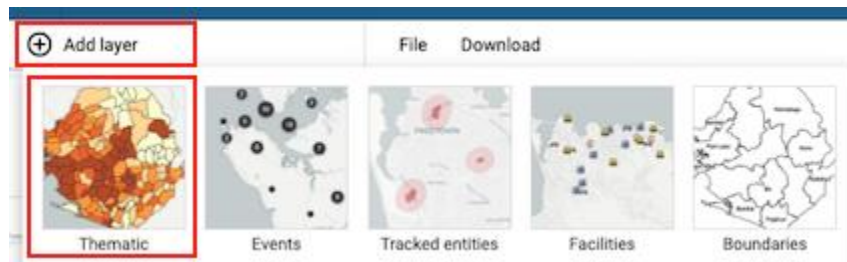 Add layer
File Download
Thematic Events Tracked entities Facilities Boundaries